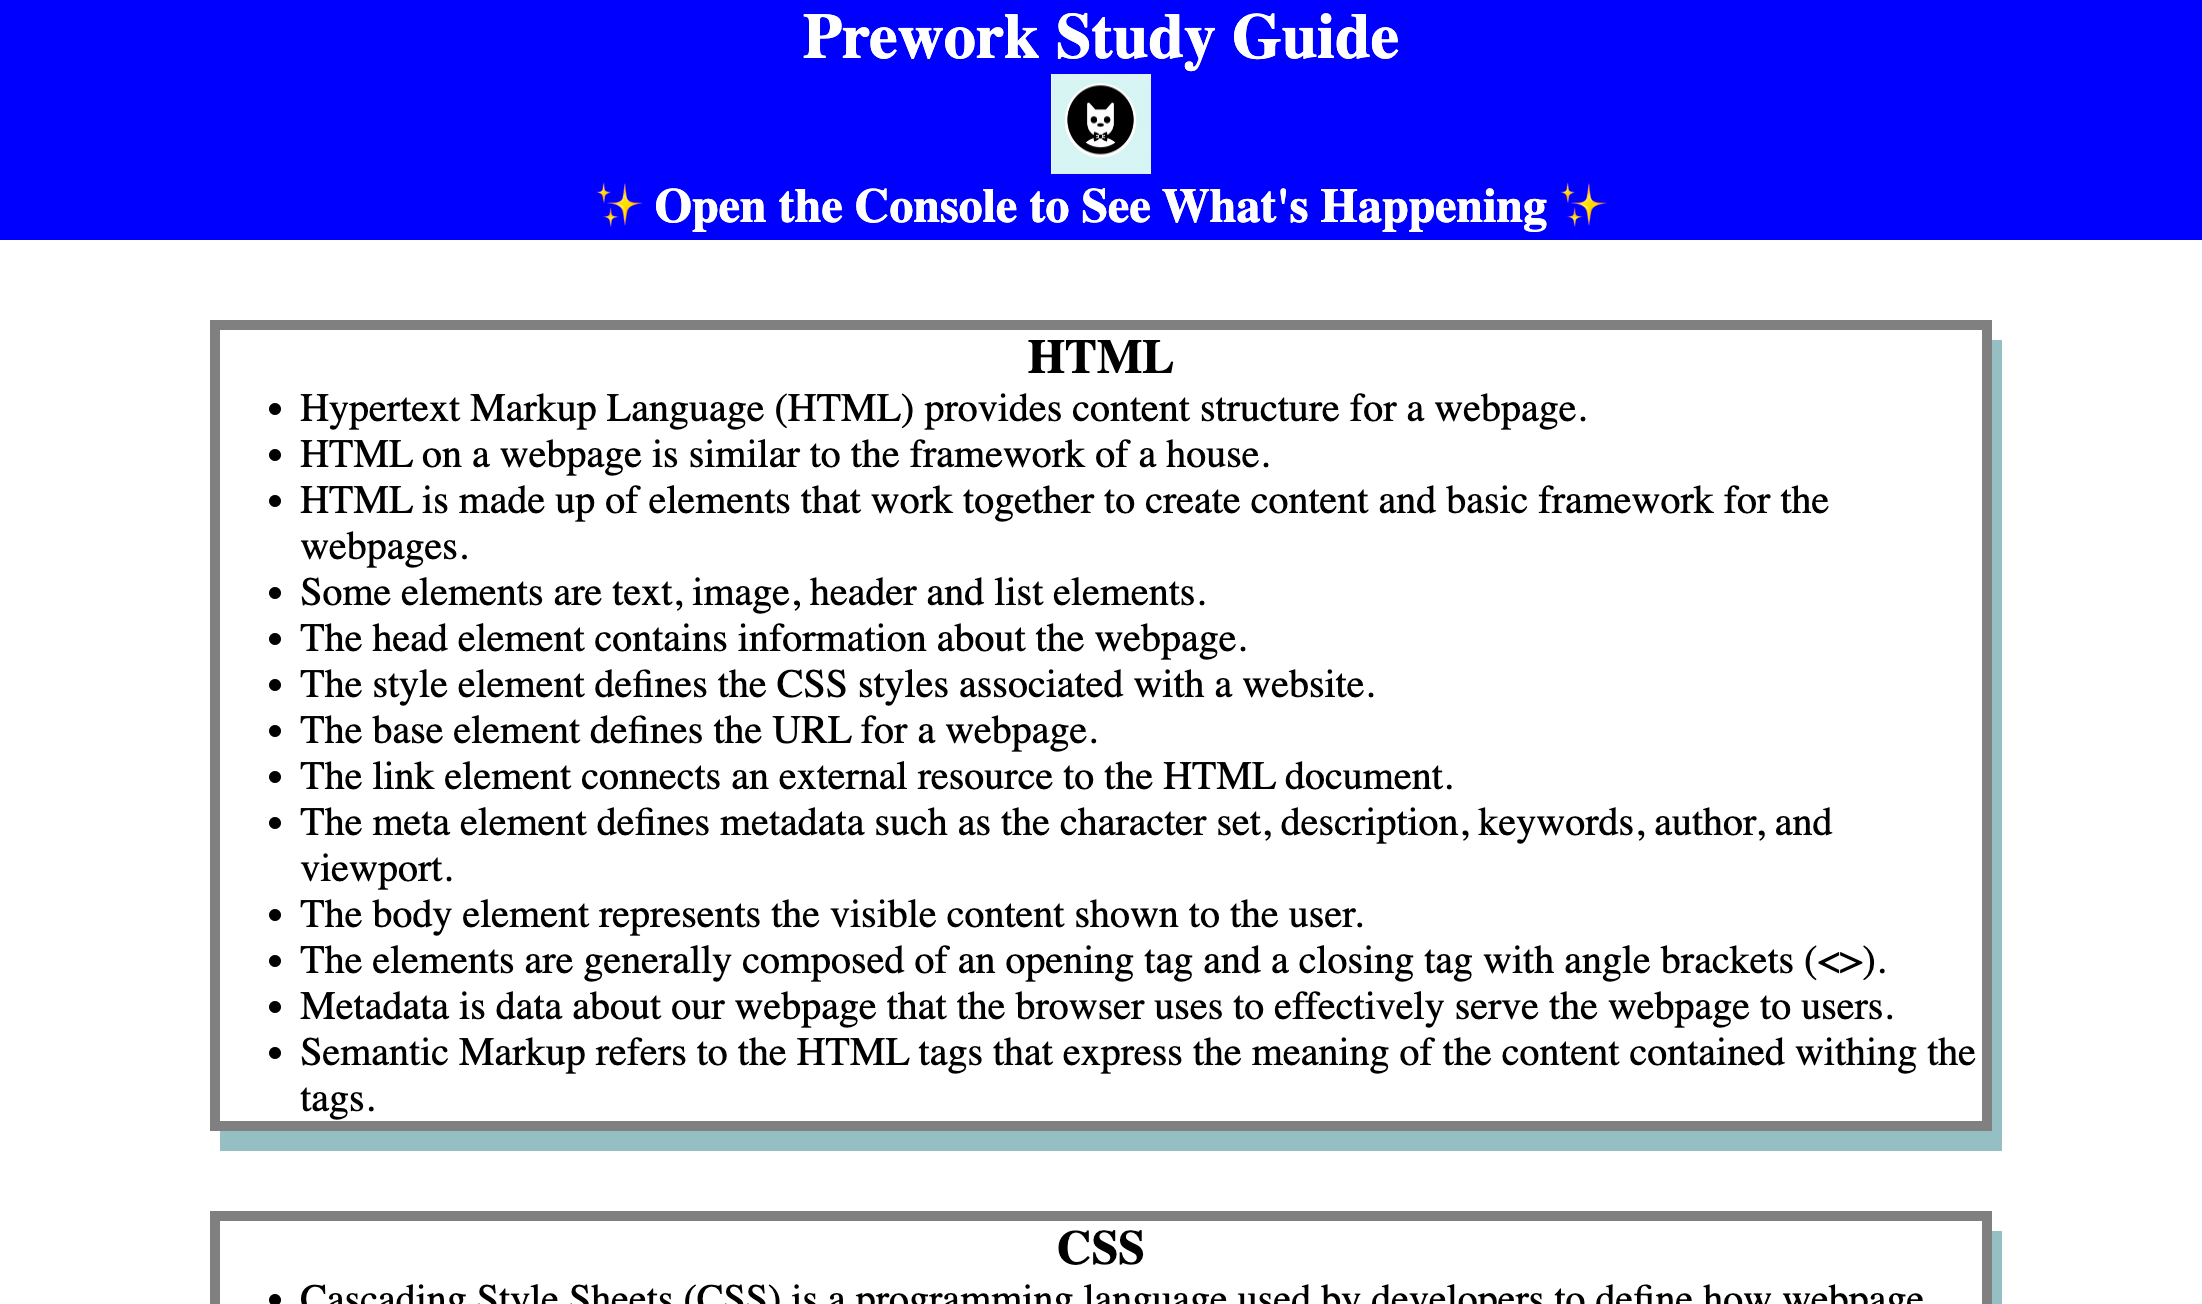 Prework Study Guide
✨ Open the Console to See What's Happening ✨
HTML
• Hypertext Markup Language (HTML) provides content structure for a webpage.
• HTML on a webpage is similar to the framework of a house.
• HTML is made up of elements that work together to create content and basic framework for the
webpages.
• Some elements are text, image, header and list elements.
• The head element contains information about the webpage.
• The style element defines the CSS styles associated with a website.
• The base element defines the URL for a webpage.
• The link element connects an external resource to the HTML document.
• The meta element defines metadata such as the character set, description, keywords, author, and
viewport.
• The body element represents the visible content shown to the user.
• The elements are generally composed of an opening tag and a closing tag with angle brackets (<>).
• Metadata is data about our webpage that the browser uses to effectively serve the webpage to users.
• Semantic Markup refers to the HTML tags that express the meaning of the content contained withing the
tags.
CSS
• Cascading Style Sheets (CSS) is a programming language used by developers to define how webpage